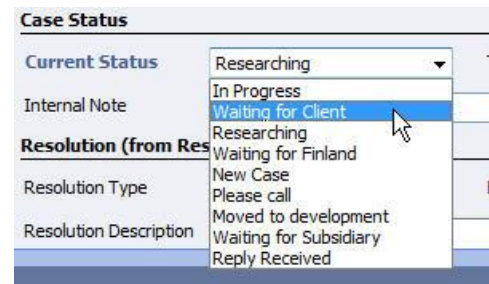 Case Status
Current Status Researching
In Progress
Internal Note
Waiting for Client
Researching
Resolution (from Res
Waiting for Finland
New Case
Resolution Type
Please call
Moved to development
Resolution Description
Waiting for Subsidiary
Reply Received